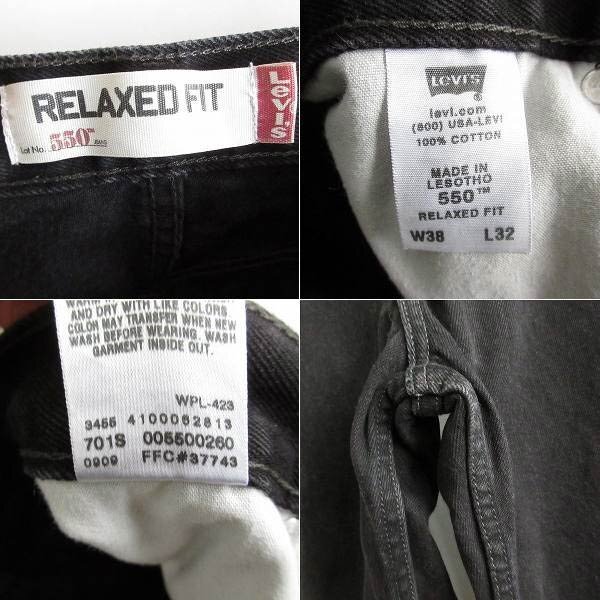 RELAXED FIT
Lot No. 550™ JEANS
LEVI'S
LEVI'S
®
levi.com
(800) USA-LEVI
100% COTTON
MADE IN
LESOTHO
550™
RELAXED FIT
W38 L32
AND DRY WITH LIKE COLORS.
COLOR MAY TRANSFER WHEN NEW
WASH BEFORE WEARING. WASH
GARMENT INSIDE OUT.
WPL-423
3455 4100062813
701S 005500260
0909 FFC#37743